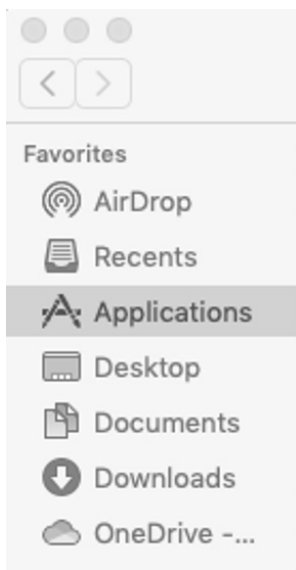 Favorites
AirDrop
Recents
Applications
Desktop
Documents
Downloads
OneDrive -...